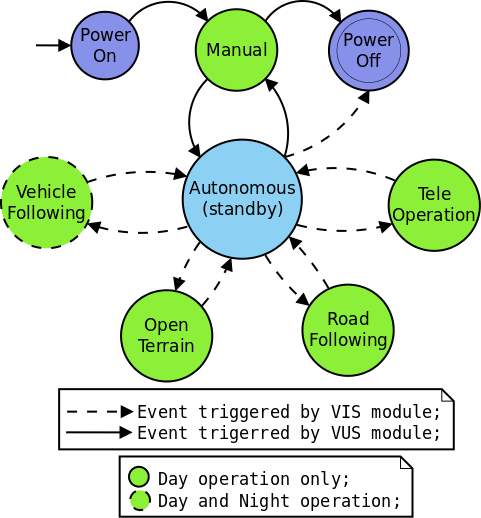 Power
On
Manual
Power
Off
Vehicle
Following
Autonomous
(standby)
Tele
Operation
Open
Terrain
Road
Following
Event triggered by VIS module;
Event trigerred by VUS module;
Day operation only;
Day and Night operation;